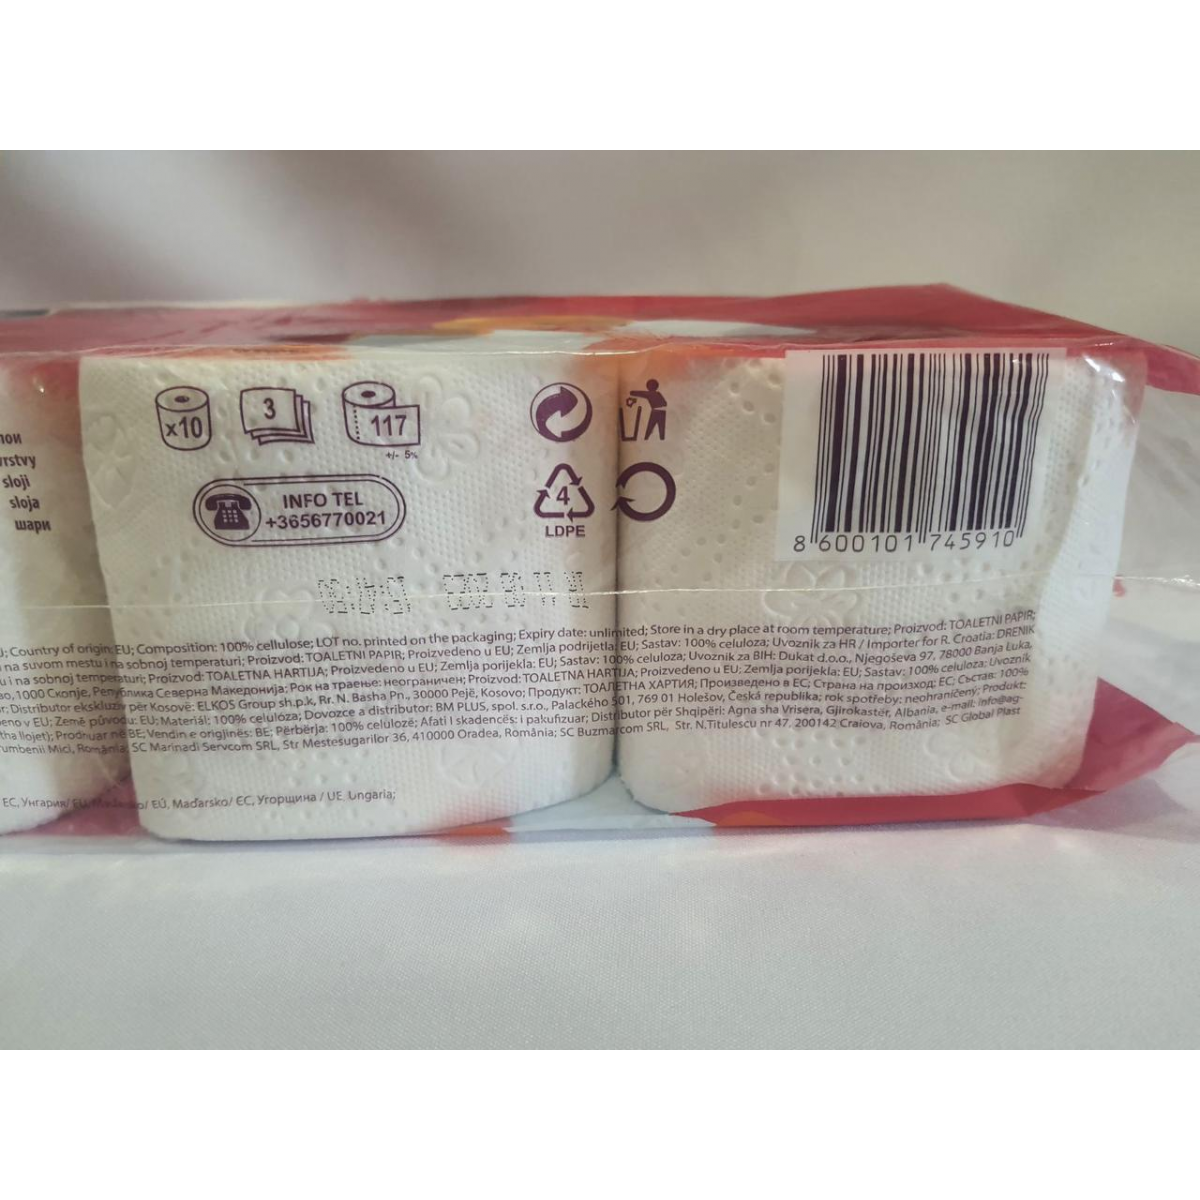 x10
3
117
+/- 5%
INFO TEL
+3656770021
4
LDPE
8 600101 745910
vrstvy
sloji
sloja
шари
Country of origin: EU; Composition: 100% cellulose; LOT no. printed on the packaging; Expiry date: unlimited; Store in a dry place at room temperature; Proizvod: TOALETNI PAPIR;
na suvom mestu i na sobnoj temperaturi; Proizvod: TOALETNI PAPIR; Proizvedeno u EU; Zemlja podrijetla: EU; Sastav: 100% celuloza; Uvoznik za HR / Importer for R. Croatia: DRENIK
i na sobnoj temperaturi; Proizvod: TOALETNA HARTIJA; Proizvedeno u EU; Zemlja porijekla: EU; Sastav: 100% celuloza; Uvoznik za BIH: Dukat d.o.o., Njegoševa 97, 78000 Banja Luka,
1000 Скопје, Република Северна Македонија; Рок на траење: неограничен; Proizvod: TOALETNA HARTIJA; Proizvedeno u EU; Zemlja porijekla: EU; Sastav: 100% celuloza; Uvoznik
Distributor ekskluziv për Kosovë: ELKOS Group sh.p.k, Rr. N. Basha Pn., 30000 Pejë, Kosovo; Продукт: ТОАЛЕТНА ХАРТИЯ; Произведено в ЕС; Страна на произход: ЕС; Състав: 100%
v EU; Země původu: EU; Materiál: 100% celulóza; Dovozce a distributor: BM PLUS, spol. s.r.o., Palackého 501, 769 01 Holešov, Česká republika; rok spotřeby: neohraničený; Produkt:
Prodhuar në BE; Vendin e origjinës: BE; Përbërja: 100% celulozë; Afati i skadencës: i pakufizuar; Distributor për Shqipëri: Agna sha Vrisera, Gjirokastër, Albania, e-mail: info@ag-
Mici, România; SC Marinadi Servcom SRL, Str Mestesugarilor 36, 410000 Oradea, România; SC Buzmarcom SRL, Str. N.Titulescu nr 47, 200142 Craiova, România; SC Global Plast
ЕС, Унгария/ EÚ, Maďarsko/ ЄС, Угорщина / UE, Ungaria;